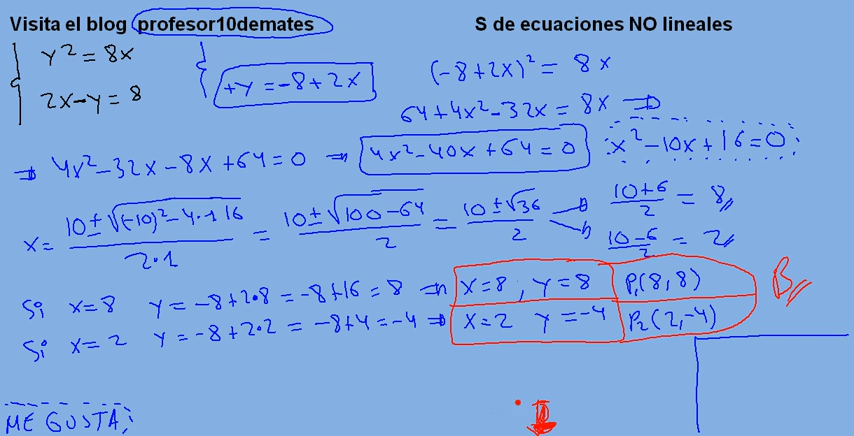 Visita el blog profesor10demates S de ecuaciones NO lineales
y² = 8x
2x-y = 8
+y = -8+2x
(-8+2x)² = 8x
64+4x²-32x = 8x ⇒
⇒ 4x²-32x-8x+64=0 ⇒ 4x²-40x+64=0 x²-10x+16=0
x = (10±√((-10)²-4·1·16))/(2·1) = (10±√(100-64))/2 = (10±√36)/2
(10+6)/2 = 8
(10-6)/2 = 2
Si x=8 y = -8+2·8 = -8+16 = 8 ⇒ x=8, y=8 P₁(8,8) B
Si x=2 y = -8+2·2 = -8+4 = -4 ⇒ x=2 y=-4 P₂(2,-4)
ME GUSTA